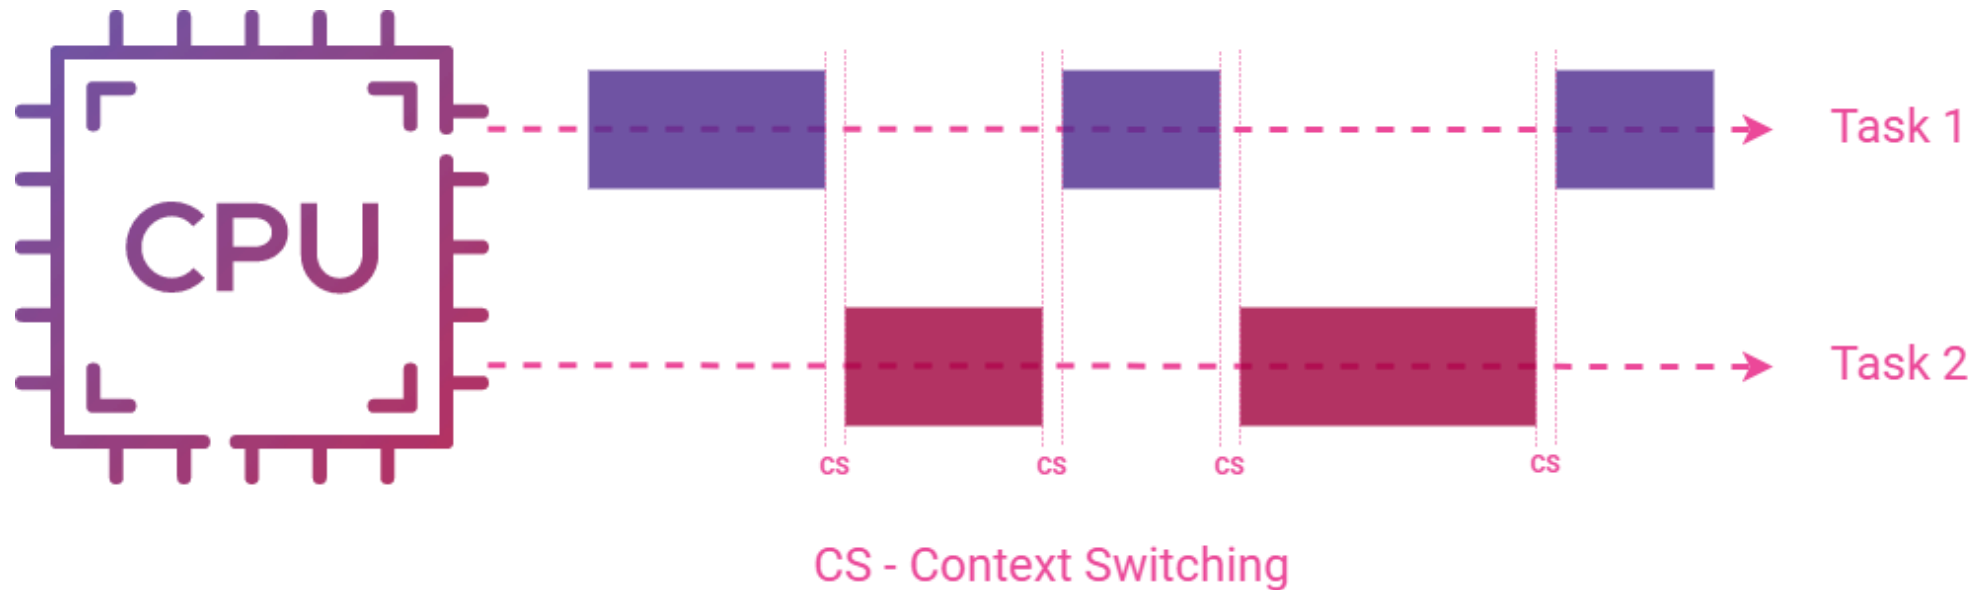 CPU
Task 1
Task 2
CS
CS
CS
CS
CS - Context Switching